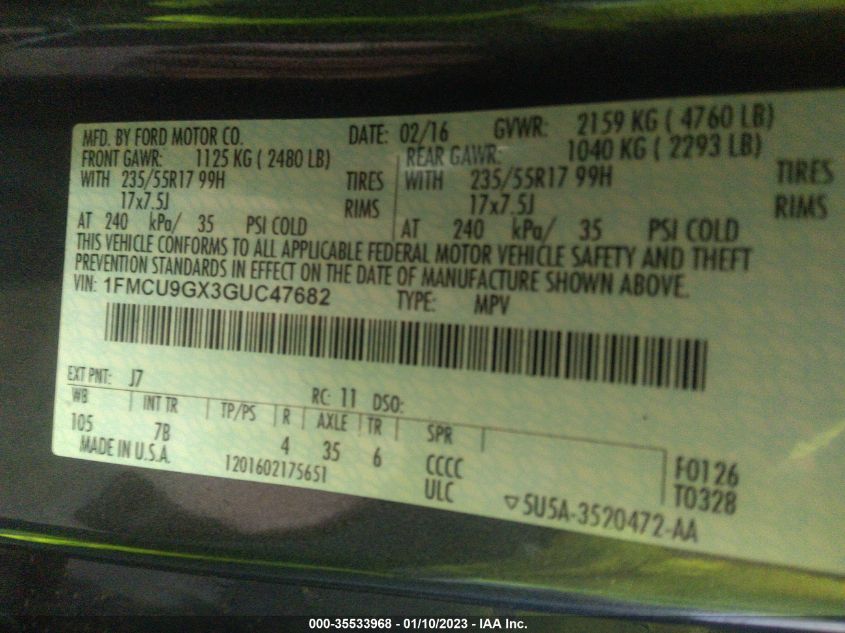 MFD. BY FORD MOTOR CO. DATE: 02/16 GVWR: 2159 KG ( 4760 LB)
FRONT GAWR: 1125 KG ( 2480 LB) REAR GAWR: 1040 KG ( 2293 LB)
WITH 235/55R17 99H TIRES WITH 235/55R17 99H TIRES
17x7.5J RIMS 17x7.5J RIMS
AT 240 kPa/ 35 PSI COLD AT 240 kPa/ 35 PSI COLD
THIS VEHICLE CONFORMS TO ALL APPLICABLE FEDERAL MOTOR VEHICLE SAFETY AND THEFT
PREVENTION STANDARDS IN EFFECT ON THE DATE OF MANUFACTURE SHOWN ABOVE.
VIN: 1FMCU9GX3GUC47682 TYPE: MPV
EXT PNT: J7 RC: 11 DSO:
WB INT TR TP/PS R AXLE TR SPR
105 7B 4 35 6 CCCC F0126
MADE IN U.S.A. 1201602175651 ULC T0328
▽5U5A-3520472-AA
000-35533968 - 01/10/2023 - IAA Inc.